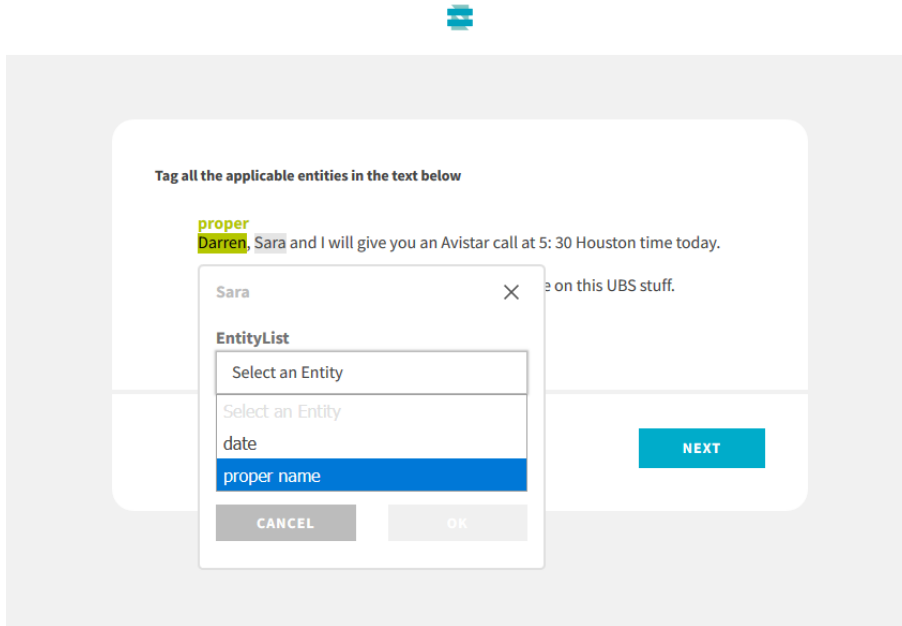 Tag all the applicable entities in the text below
proper
Darren, Sara and I will give you an Avistar call at 5: 30 Houston time today.
Sara
e on this UBS stuff.
EntityList
Select an Entity
Select an Entity
date
proper name
NEXT
CANCEL
OK